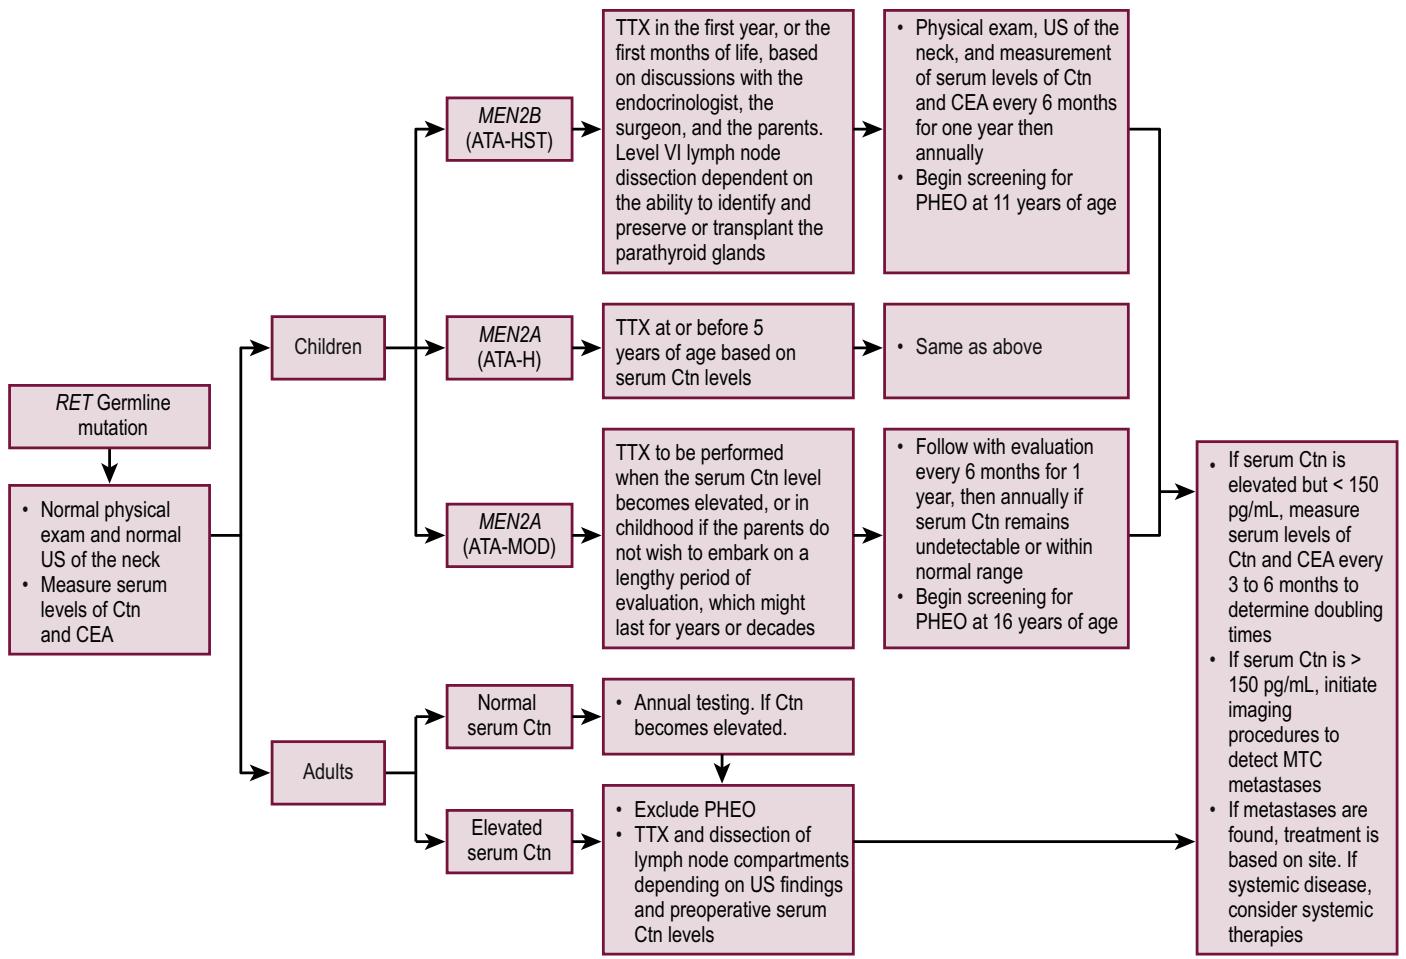 RET Germline
mutation
• Normal physical
exam and normal
US of the neck
• Measure serum
levels of Ctn
and CEA
Children
Adults
MEN2B
(ATA-HST)
TTX in the first year, or the
first months of life, based
on discussions with the
endocrinologist, the
surgeon, and the parents.
Level VI lymph node
dissection dependent on
the ability to identify and
preserve or transplant the
parathyroid glands
• Physical exam, US of the
neck, and measurement
of serum levels of Ctn
and CEA every 6 months
for one year then
annually
• Begin screening for
PHEO at 11 years of age
MEN2A
(ATA-H)
TTX at or before 5
years of age based on
serum Ctn levels
• Same as above
MEN2A
(ATA-MOD)
TTX to be performed
when the serum Ctn level
becomes elevated, or in
childhood if the parents do
not wish to embark on a
lengthy period of
evaluation, which might
last for years or decades
• Follow with evaluation
every 6 months for 1
year, then annually if
serum Ctn remains
undetectable or within
normal range
• Begin screening for
PHEO at 16 years of age
Normal
serum Ctn
• Annual testing. If Ctn
becomes elevated.
Elevated
serum Ctn
• Exclude PHEO
• TTX and dissection of
lymph node compartments
depending on US findings
and preoperative serum
Ctn levels
• If serum Ctn is
elevated but < 150
pg/mL, measure
serum levels of
Ctn and CEA every
3 to 6 months to
determine doubling
times
• If serum Ctn is >
150 pg/mL, initiate
imaging
procedures to
detect MTC
metastases
• If metastases are
found, treatment is
based on site. If
systemic disease,
consider systemic
therapies